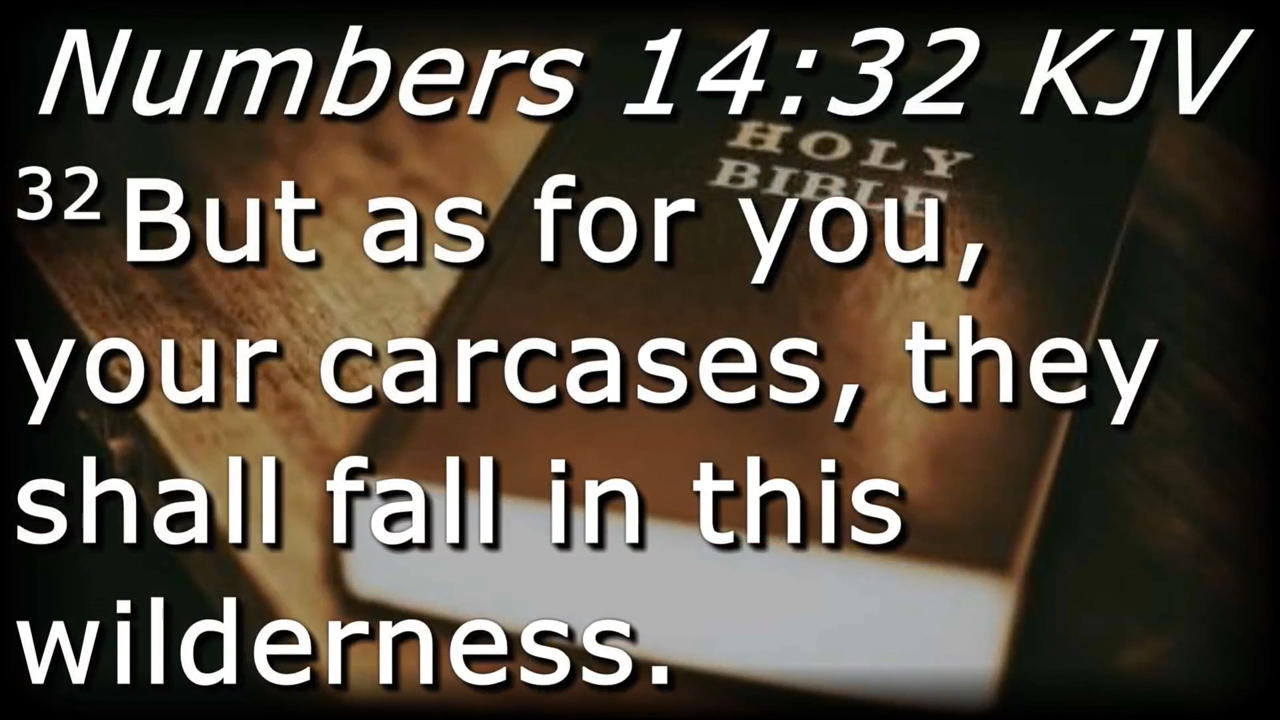 Numbers 14:32 KJV
HOLY
BIBLE
32 But as for you,
your carcases, they
shall fall in this
wilderness.